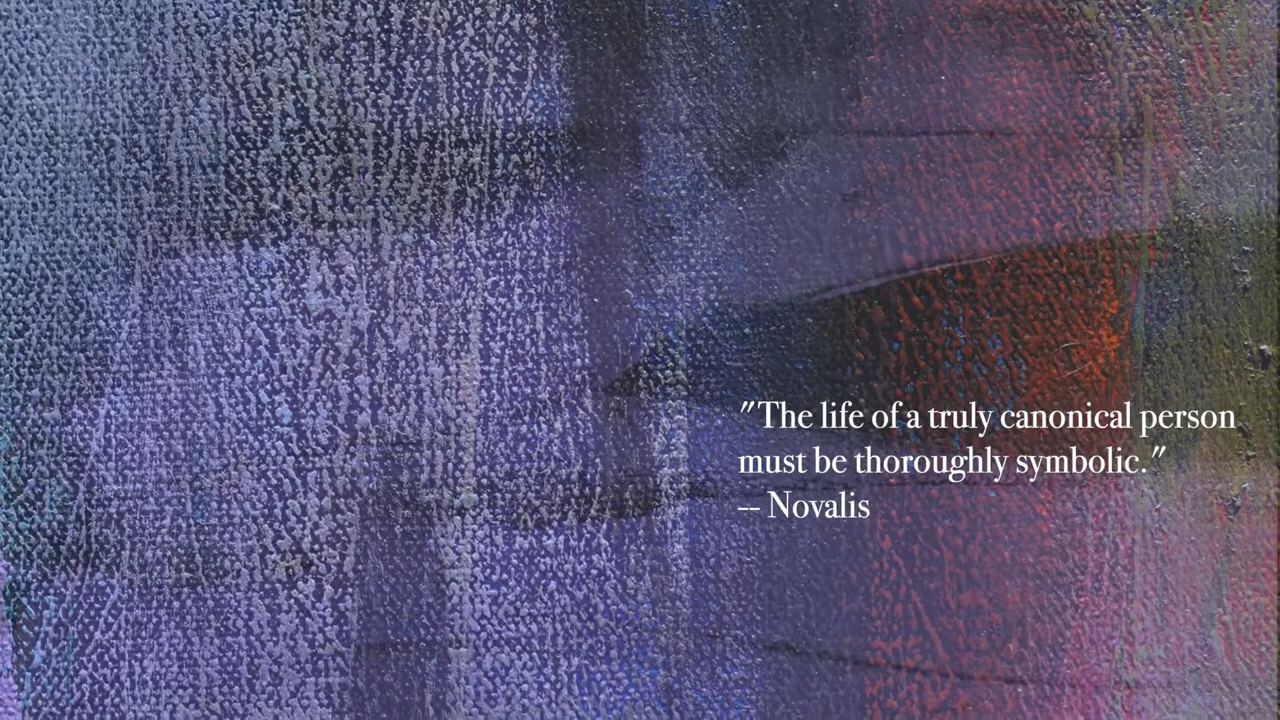 "The life of a truly canonical person
must be thoroughly symbolic."
-- Novalis